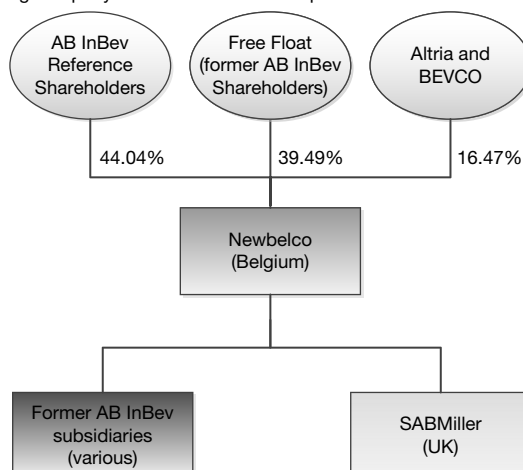 AB InBev
Reference
Shareholders
Free Float
(former AB InBev
Shareholders)
Altria and
BEVCO
44.04%
39.49%
16.47%
Newbelco
(Belgium)
Former AB InBev
subsidiaries
(various)
SABMiller
(UK)